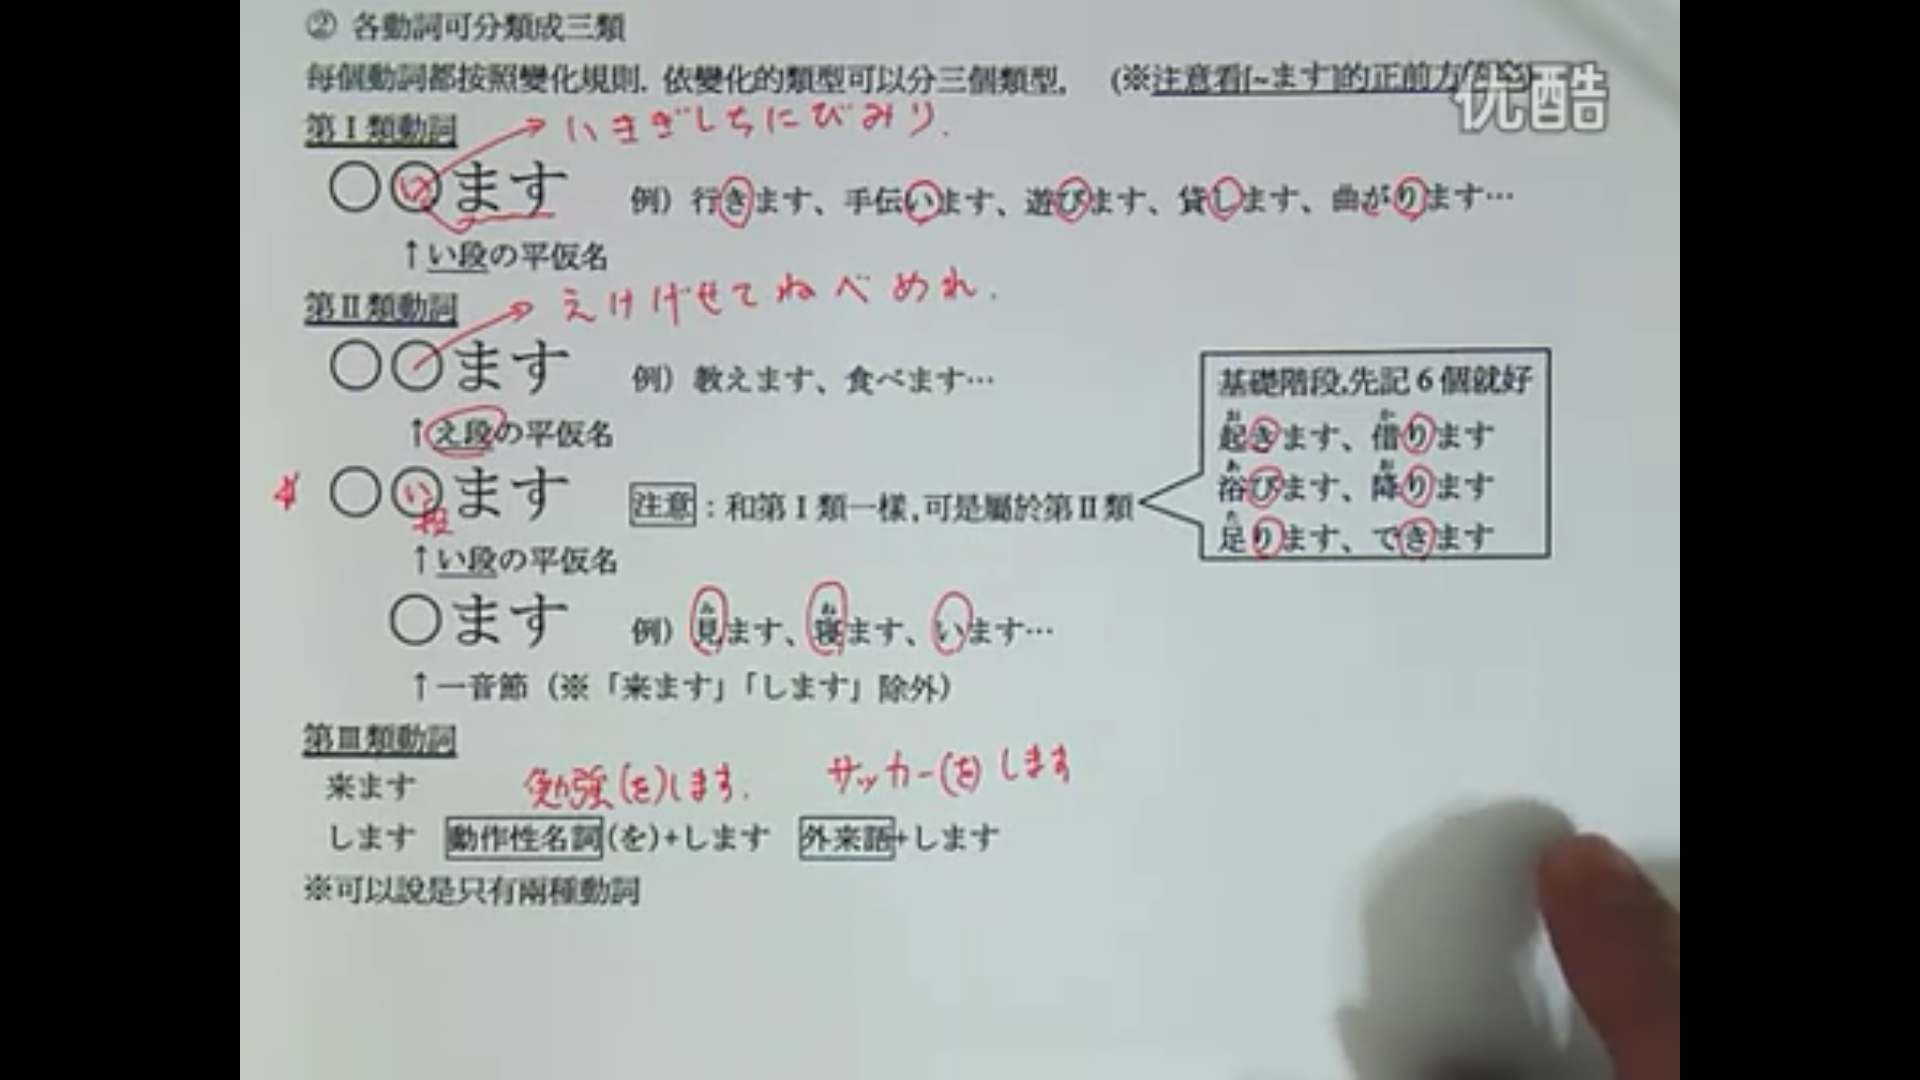 ② 各動詞可分類成三類
每個動詞都按照變化規則. 依變化的類型可以分三個類型. (※注意看[~ます]的正前方
优酷
第Ⅰ類動詞 いきぎしちにびみり.
○○ます 例) 行きます、手伝います、遊びます、貸します、曲がります…
↑い段の平仮名
第Ⅱ類動詞 えけげせてねべめれ.
○○ます 例) 教えます、食べます…
↑え段の平仮名
○○ます 注意:和第Ⅰ類一樣,可是屬於第Ⅱ類
い段
↑い段の平仮名
基礎階段,先記6個就好
起きます、借ります
浴びます、降ります
足ります、できます
○ます 例) 見ます、寝ます、います…
↑一音節(※「来ます」「します」除外)
第Ⅲ類動詞
来ます 勉強(を)します. サッカー(を)します
します 動作性名詞(を)+します 外来語+します
※可以說是只有兩種動詞